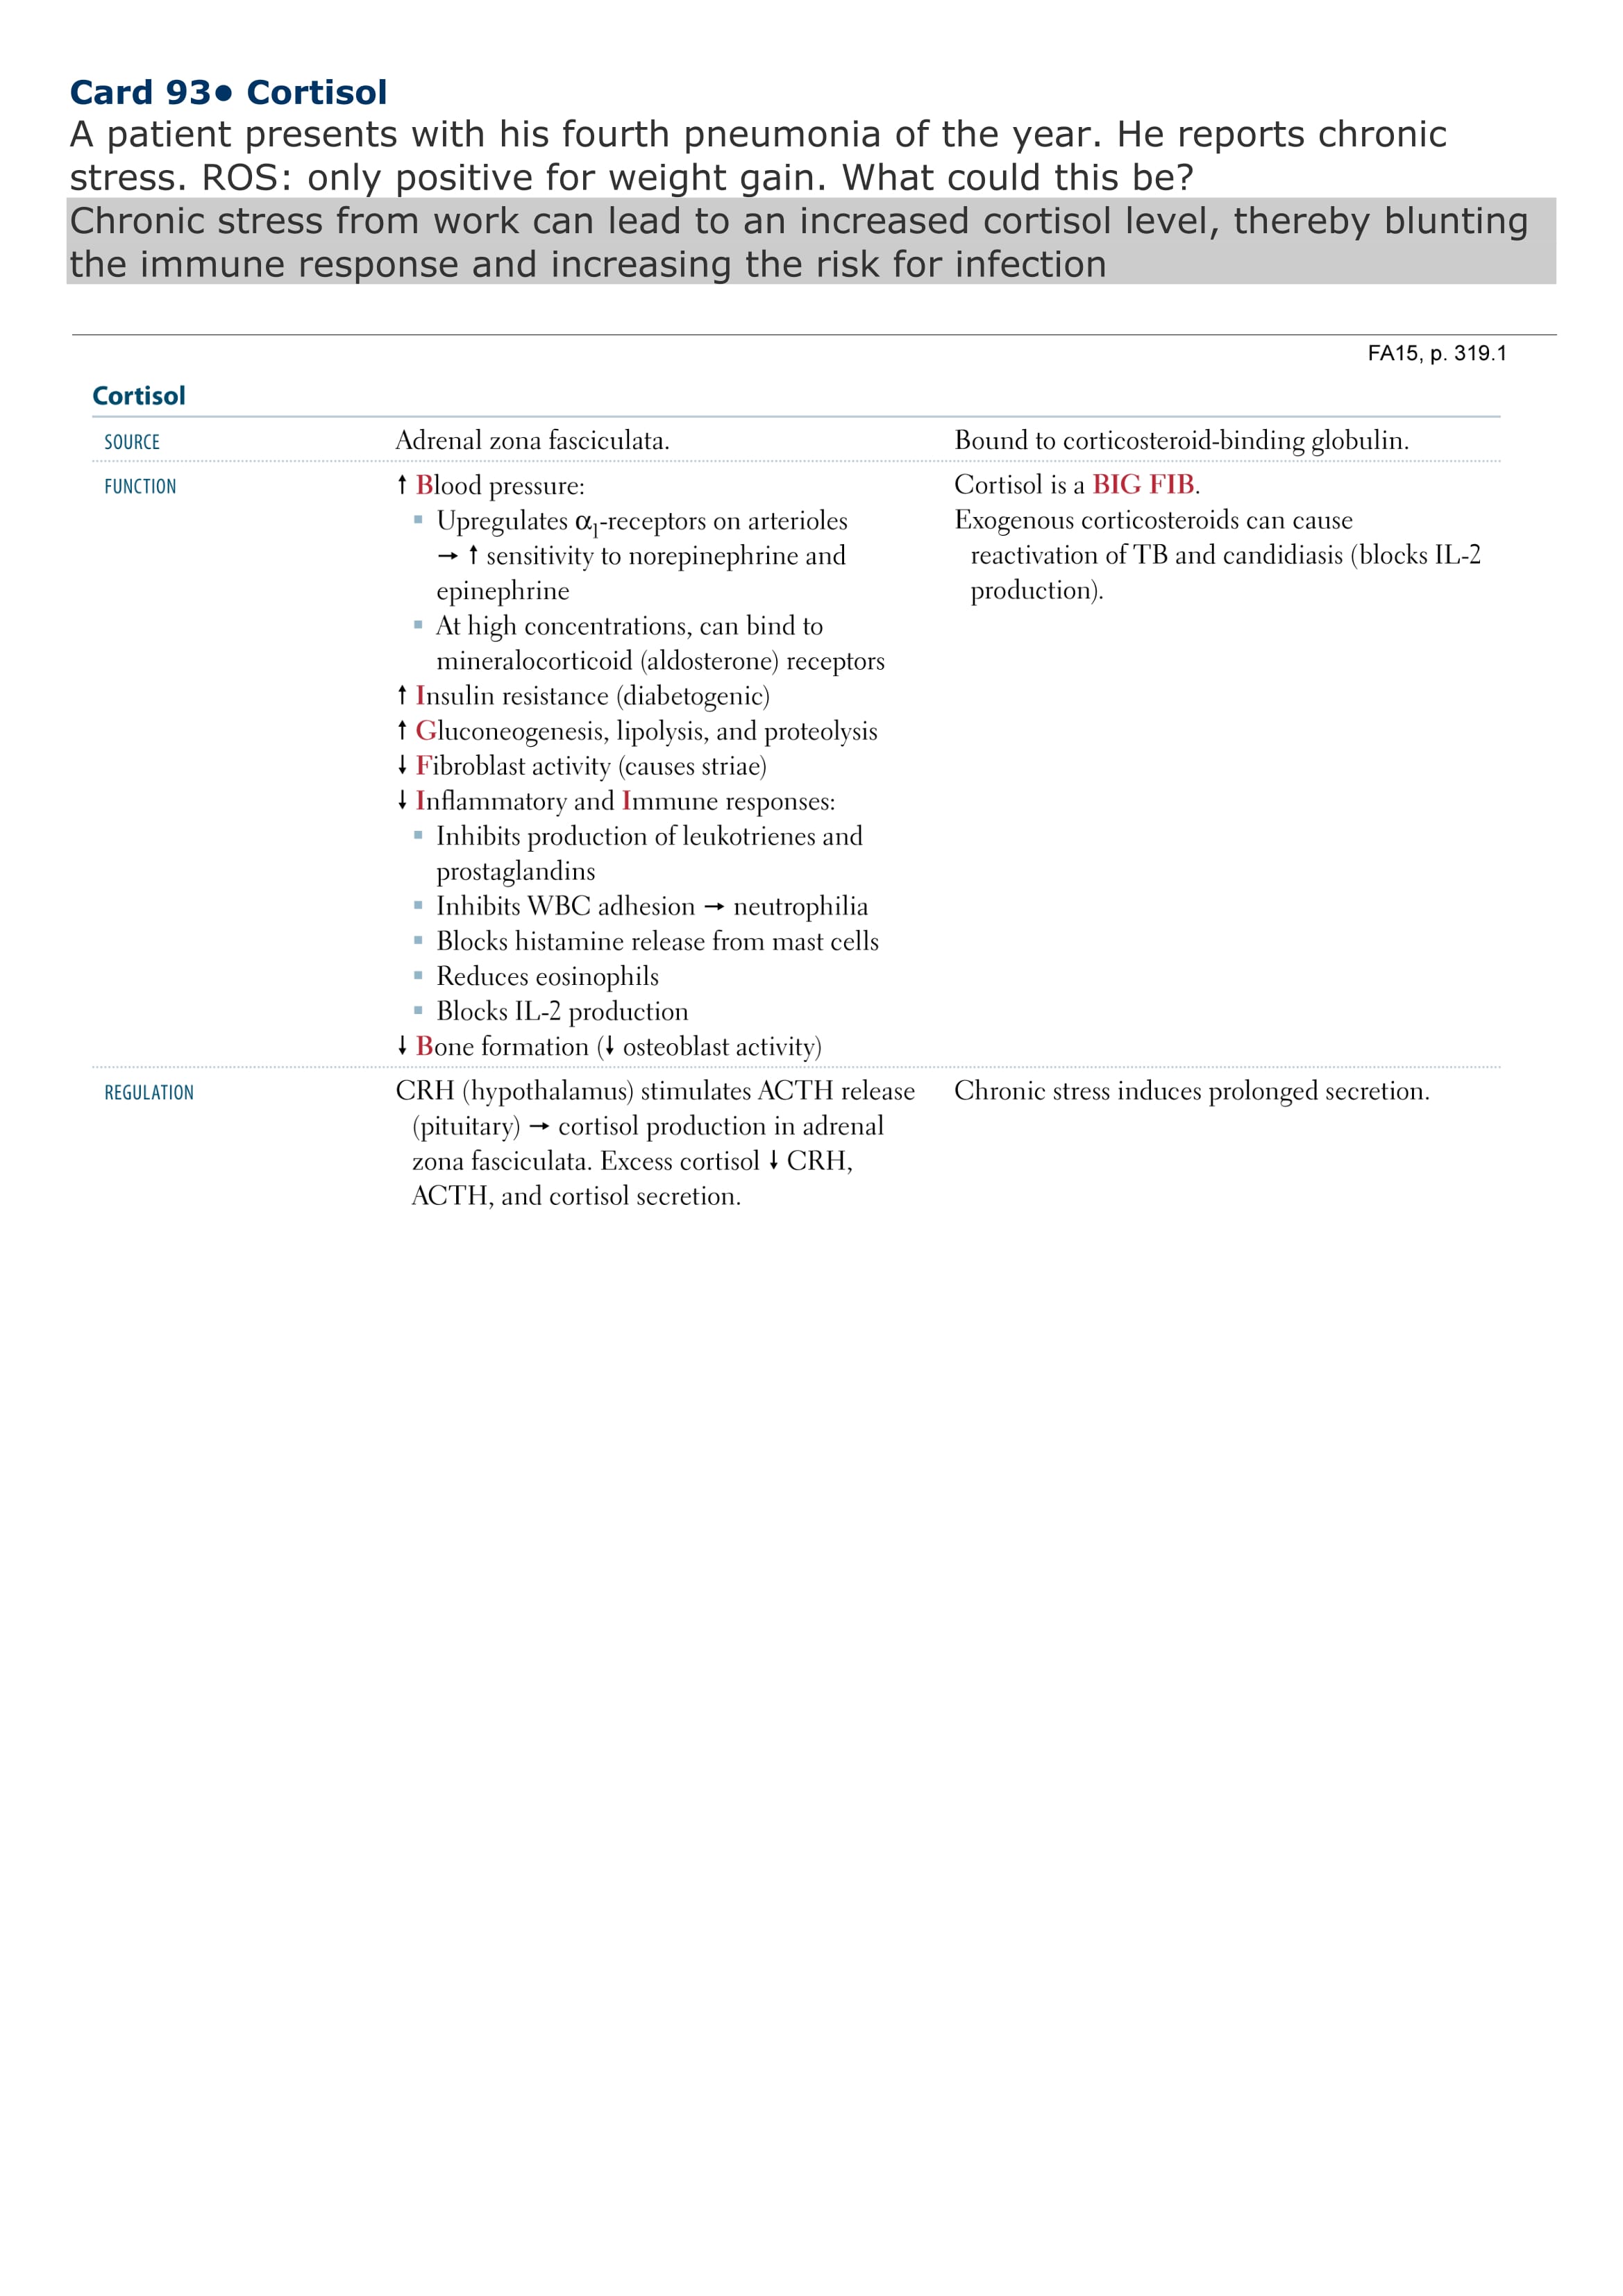 Card 93● Cortisol
A patient presents with his fourth pneumonia of the year. He reports chronic
stress. ROS: only positive for weight gain. What could this be?
Chronic stress from work can lead to an increased cortisol level, thereby blunting
the immune response and increasing the risk for infection
FA15, p. 319.1
Cortisol
SOURCE
Adrenal zona fasciculata.
Bound to corticosteroid-binding globulin.
FUNCTION
↑ Blood pressure:
▪ Upregulates α₁-receptors on arterioles
→ ↑ sensitivity to norepinephrine and
epinephrine
▪ At high concentrations, can bind to
mineralocorticoid (aldosterone) receptors
↑ Insulin resistance (diabetogenic)
↑ Gluconeogenesis, lipolysis, and proteolysis
↓ Fibroblast activity (causes striae)
↓ Inflammatory and Immune responses:
▪ Inhibits production of leukotrienes and
prostaglandins
▪ Inhibits WBC adhesion → neutrophilia
▪ Blocks histamine release from mast cells
▪ Reduces eosinophils
▪ Blocks IL-2 production
↓ Bone formation (↓ osteoblast activity)
Cortisol is a BIG FIB.
Exogenous corticosteroids can cause
reactivation of TB and candidiasis (blocks IL-2
production).
REGULATION
CRH (hypothalamus) stimulates ACTH release
(pituitary) → cortisol production in adrenal
zona fasciculata. Excess cortisol ↓ CRH,
ACTH, and cortisol secretion.
Chronic stress induces prolonged secretion.